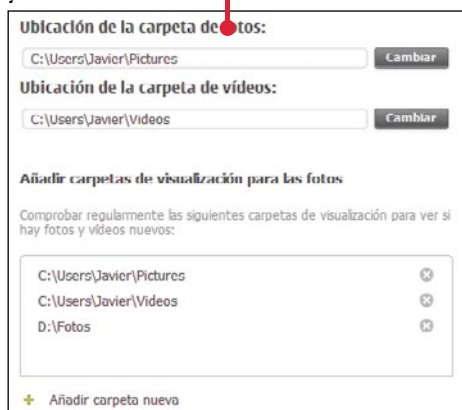 Ubicación de la carpeta de fotos:
C:\Users\Javier\Pictures Cambiar
Ubicación de la carpeta de vídeos:
C:\Users\Javier\Videos Cambiar
Añadir carpetas de visualización para las fotos
Comprobar regularmente las siguientes carpetas de visualización para ver si
hay fotos y vídeos nuevos:
C:\Users\Javier\Pictures
C:\Users\Javier\Videos
D:\Fotos
+ Añadir carpeta nueva